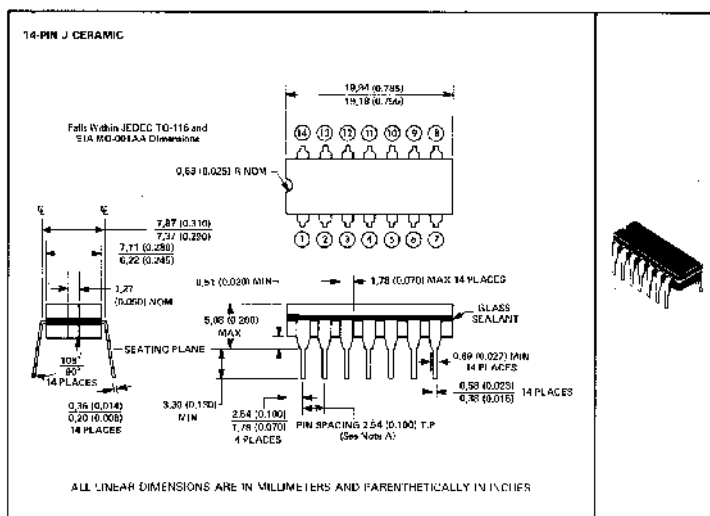 14-PIN J CERAMIC
19,94 (0.785)
19,18 (0.755)
Falls Within JEDEC TO-116 and
EIA MO-001AA Dimensions
14 13 12 11 10 9 8
0,63 (0.025) R NOM
1 2 3 4 5 6 7
℄ ℄
7,87 (0.310)
7,37 (0.290)
7,11 (0.280)
6,22 (0.245)
1,27
(0.050) NOM
0,51 (0.020) MIN
1,78 (0.070) MAX 14 PLACES
5,08 (0.200)
MAX
GLASS
SEALANT
SEATING PLANE
105°
90°
14 PLACES
0,69 (0.027) MIN
14 PLACES
0,36 (0.014)
0,20 (0.008)
14 PLACES
3,30 (0.130)
MIN
2,54 (0.100)
1,78 (0.070)
4 PLACES
PIN SPACING 2,54 (0.100) T.P
(See Note A)
0,58 (0.023)
0,38 (0.015)
14 PLACES
ALL LINEAR DIMENSIONS ARE IN MILLIMETERS AND PARENTHETICALLY IN INCHES